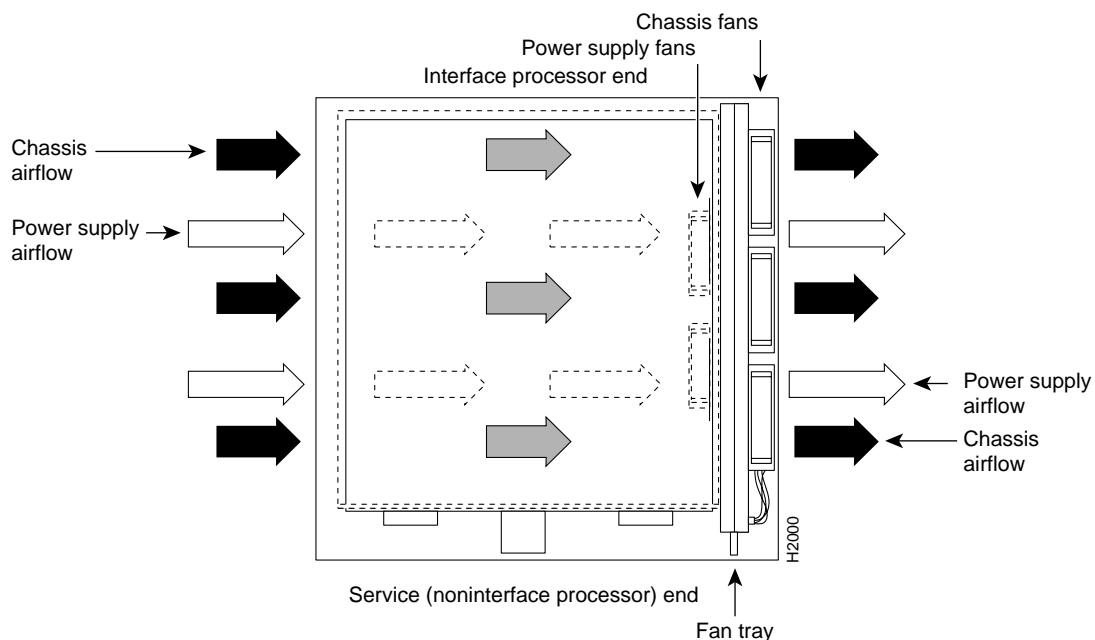 Chassis fans
Power supply fans
Interface processor end
Chassis
airflow
Power supply
airflow
Power supply
airflow
Chassis
airflow
H2000
Service (noninterface processor) end
Fan tray